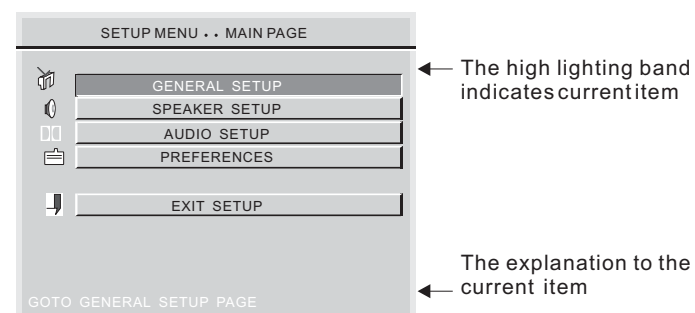 SETUP MENU • • MAIN PAGE
GENERAL SETUP
SPEAKER SETUP
AUDIO SETUP
PREFERENCES
EXIT SETUP
GOTO GENERAL SETUP PAGE
The high lighting band
indicates current item
The explanation to the
current item